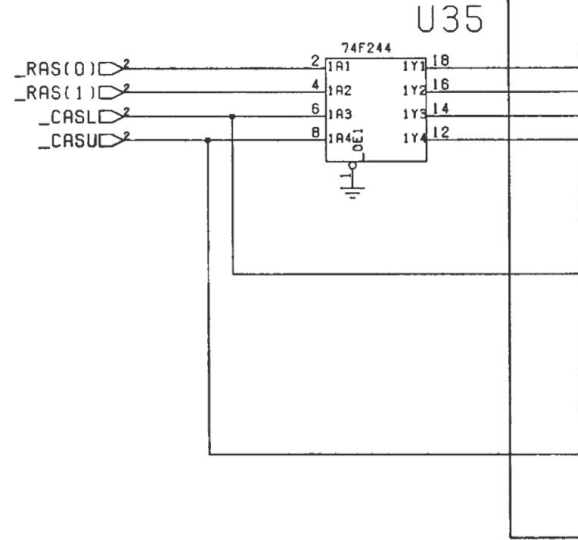 U35
74F244
_RAS(0) 2 2 1A1 1Y1 18
_RAS(1) 2 4 1A2 1Y2 16
_CASL 2 6 1A3 1Y3 14
_CASU 2 8 1A4 1Y4 12
OE1
1